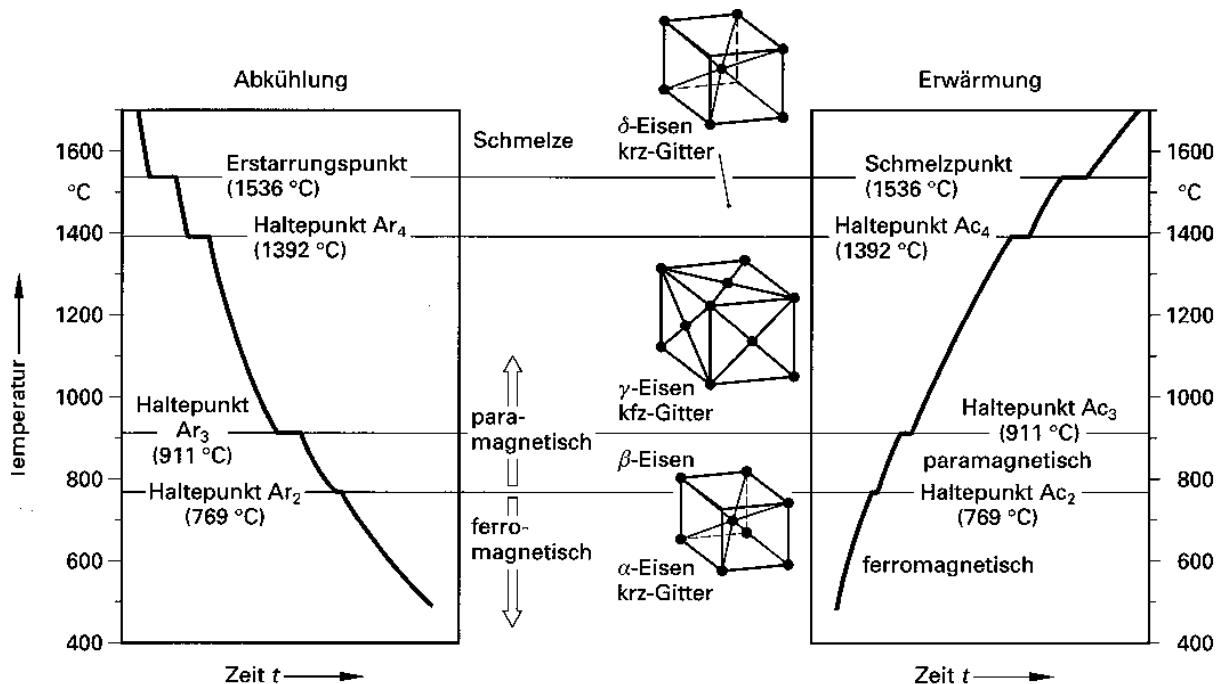 Abkühlung
1600
°C
1400
1200
1000
800
600
400
Temperatur
Erstarrungspunkt
(1536 °C)
Haltepunkt Ar₄
(1392 °C)
Haltepunkt
Ar₃
(911 °C)
Haltepunkt Ar₂
(769 °C)
Zeit t
Schmelze
para-
magnetisch
ferro-
magnetisch
δ-Eisen
krz-Gitter
γ-Eisen
kfz-Gitter
β-Eisen
α-Eisen
krz-Gitter
Erwärmung
Schmelzpunkt
(1536 °C)
Haltepunkt Ac₄
(1392 °C)
Haltepunkt Ac₃
(911 °C)
paramagnetisch
Haltepunkt Ac₂
(769 °C)
ferromagnetisch
1600
°C
1400
1200
1000
800
600
400
Zeit t